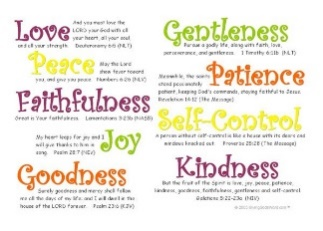 Love And you must love the
LORD your God with all
your heart, all your soul
and all your strength. Deuteronomy 6:5 (NLT)
Peace May the Lord
show favor toward
you, and give you peace Numbers 6:26 (NIV)
Faithfulness
Great is Your faithfulness. Lamentations 3:23b (NASB)
My heart leaps for joy and I
will give thanks to him in
song. Psalm 28:7 (NIV)
Joy
Goodness
Surely goodness and mercy shall follow
me all the days of my life; and I will dwell in the
house of the LORD forever. Psalm 23:6 (KJV)
Gentleness
Pursue a godly life, along with faith, love,
perseverance, and gentleness. I Timothy 6:11b (NLT)
Meanwhile, the saints
stand passionately
patient, keeping God's commands, staying faithful to Jesus.
Revelation 14:12 (The Message)
Patience
Self-Control
A person without self-control is like a house with its doors and
windows knocked out. Proverbs 25:28 (The Message)
Kindness
But the fruit of the Spirit is love, joy, peace, patience,
kindness, goodness, faithfulness, gentleness and self-control.
Galatians 5:22-23a (NIV)